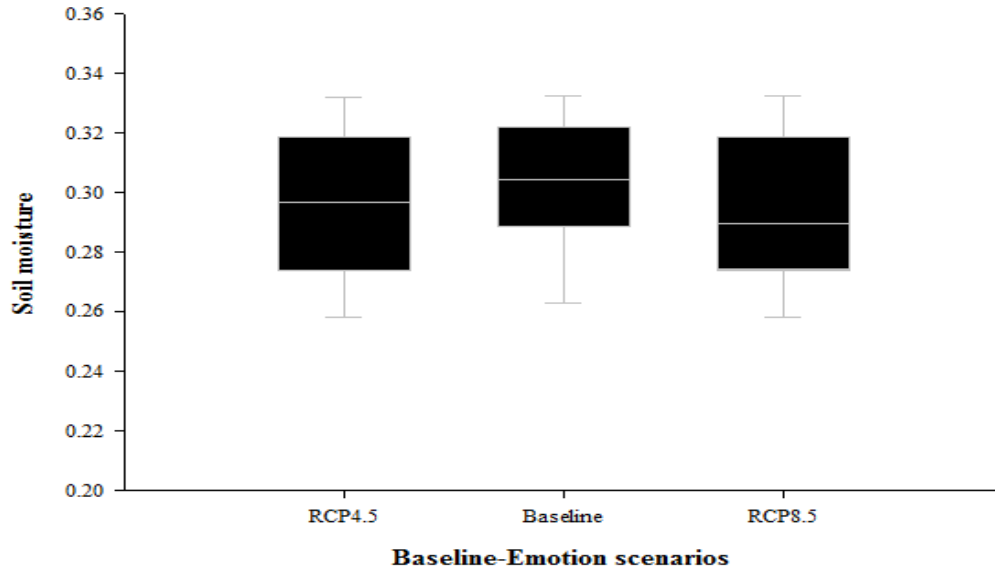 0.36
0.34
0.32
0.30
0.28
0.26
0.24
0.22
0.20
Soil moisture
RCP4.5
Baseline
RCP8.5
Baseline-Emotion scenarios